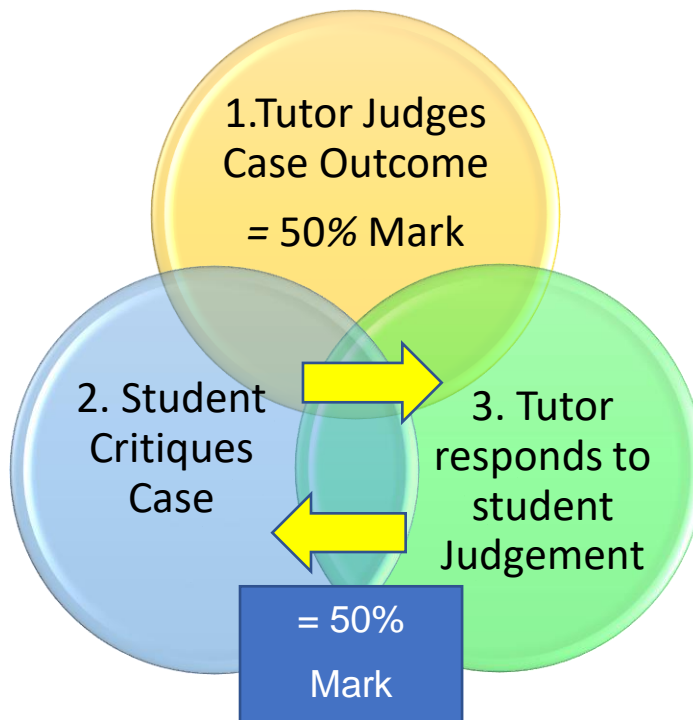 1.Tutor Judges
Case Outcome
= 50% Mark
2. Student
Critiques
Case
3. Tutor
responds to
student
Judgement
= 50%
Mark